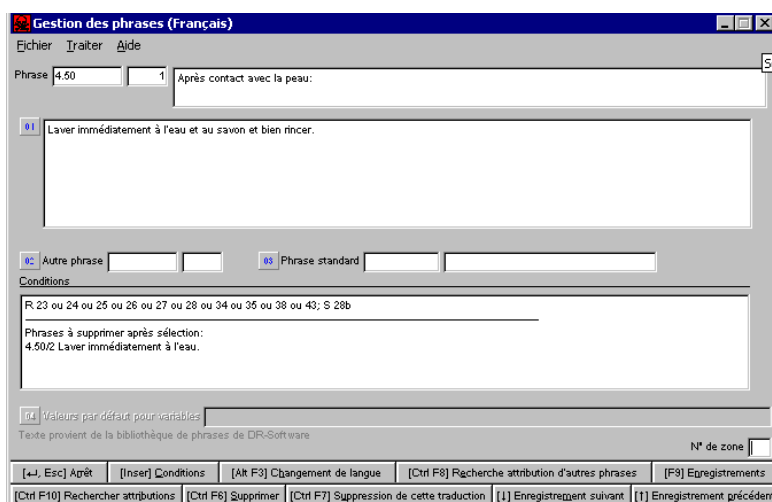 Gestion des phrases (Français)
Fichier Traiter Aide
Phrase 4.50 1 Après contact avec la peau:
01 Laver immédiatement à l'eau et au savon et bien rincer.
02 Autre phrase 03 Phrase standard
Conditions
R 23 ou 24 ou 25 ou 26 ou 27 ou 28 ou 34 ou 35 ou 38 ou 43; S 28b
Phrases à supprimer après sélection:
4.50/2 Laver immédiatement à l'eau.
04 Valeurs par défaut pour variables
Texte provient de la bibliothèque de phrases de DR-Software
N° de zone
[↵, Esc] Arrêt [Inser] Conditions [Alt F3] Changement de langue [Ctrl F8] Recherche attribution d'autres phrases [F9] Enregistrements
[Ctrl F10] Rechercher attributions [Ctrl F6] Supprimer [Ctrl F7] Suppression de cette traduction [↓] Enregistrement suivant [↑] Enregistrement précéden